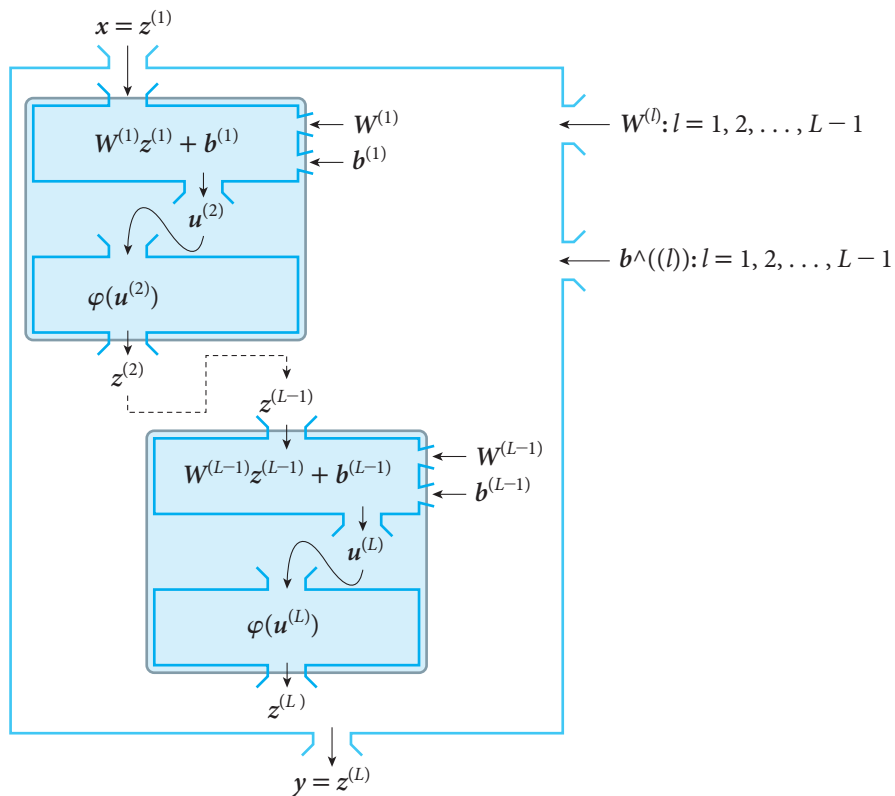 x = z^(1)
W^(1)z^(1) + b^(1)
W^(1)
b^(1)
W^(l): l = 1, 2, . . . , L − 1
u^(2)
b^((l)): l = 1, 2, . . . , L − 1
φ(u^(2))
z^(2)
z^(L−1)
W^(L−1)z^(L−1) + b^(L−1)
W^(L−1)
b^(L−1)
u^(L)
φ(u^(L))
z^(L)
y = z^(L)